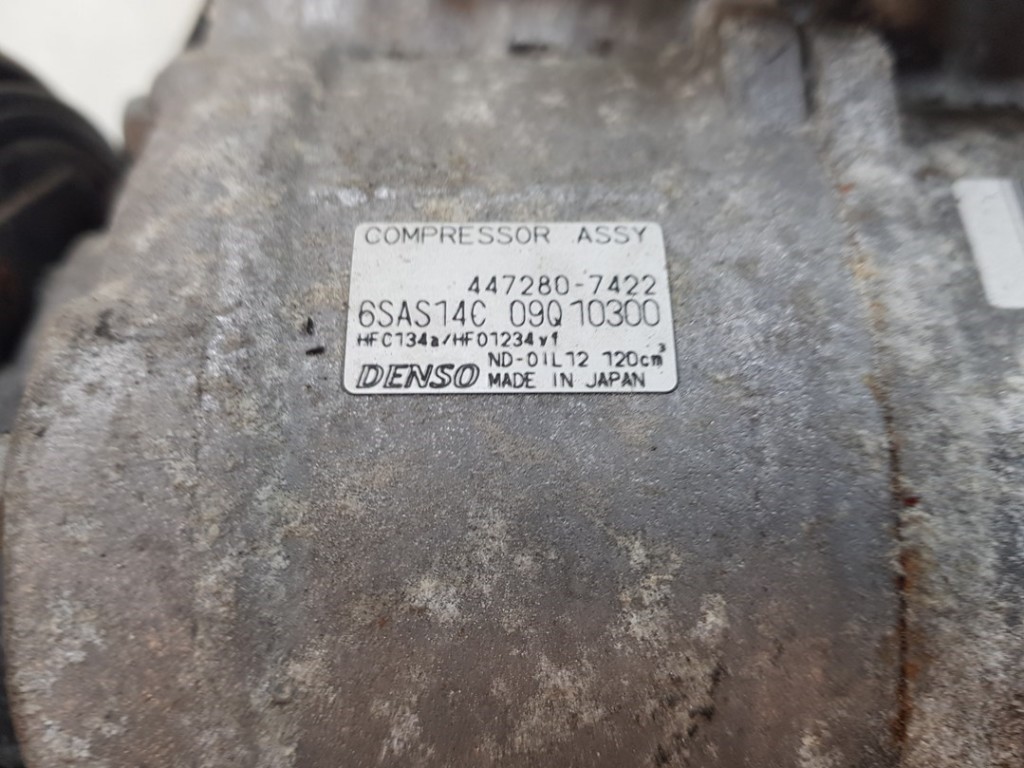 COMPRESSOR ASSY
447280-7422
6SAS14C 09Q10300
HFC134a/HFO1234yf
ND-OIL12 120cm³
DENSO MADE IN JAPAN